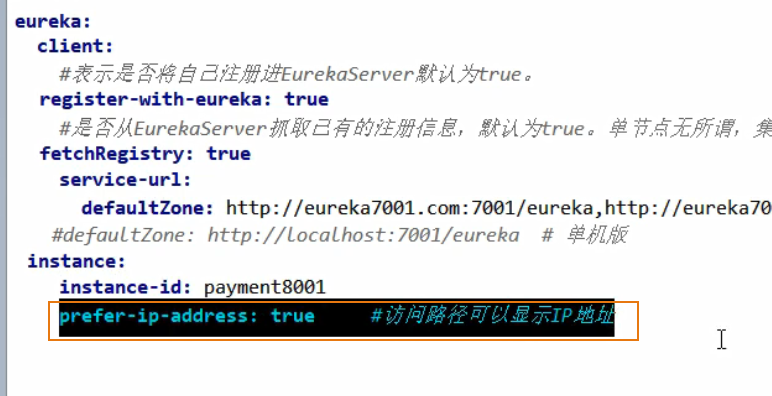 eureka:
client:
#表示是否将自己注册进EurekaServer默认为true。
register-with-eureka: true
#是否从EurekaServer抓取已有的注册信息，默认为true。单节点无所谓，集
fetchRegistry: true
service-url:
defaultZone: http://eureka7001.com:7001/eureka,http://eureka70
#defaultZone: http://localhost:7001/eureka # 单机版
instance:
instance-id: payment8001
prefer-ip-address: true #访问路径可以显示IP地址